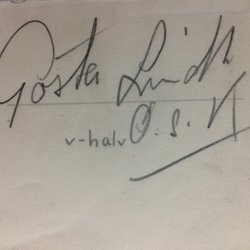 Gösta Lindh
v-halv Ö. S. K